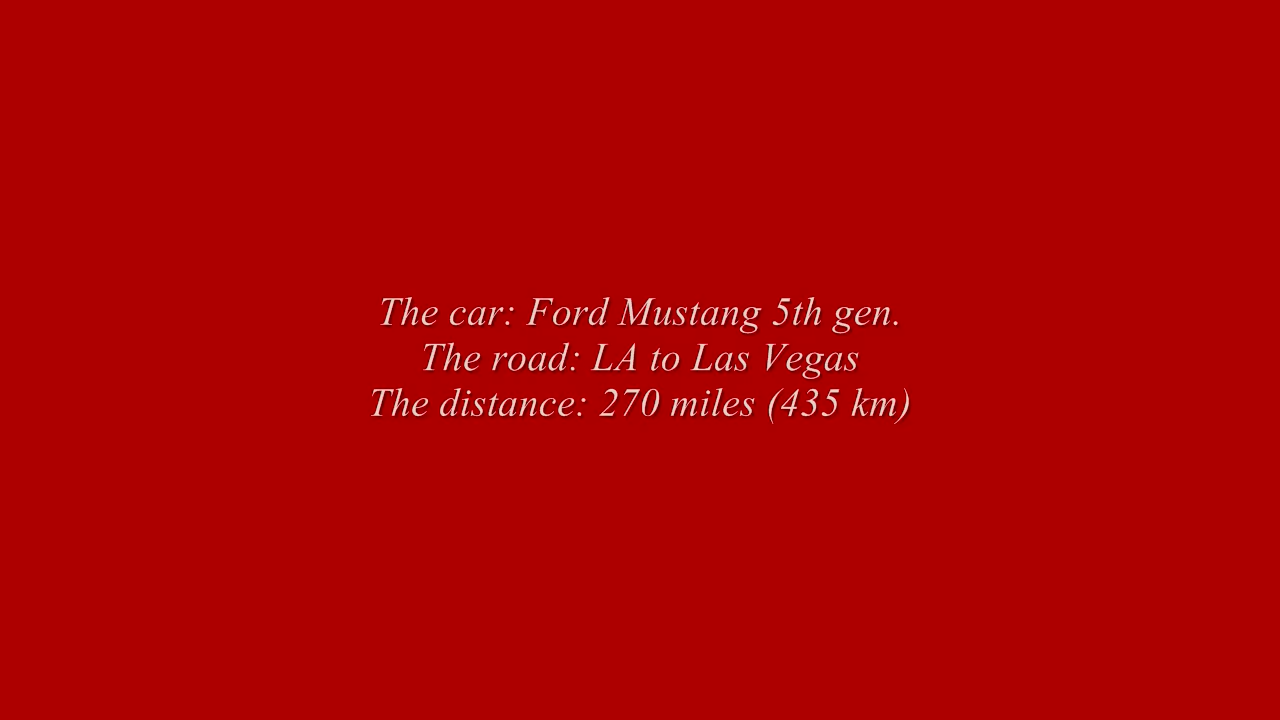 The car: Ford Mustang 5th gen.
The road: LA to Las Vegas
The distance: 270 miles (435 km)